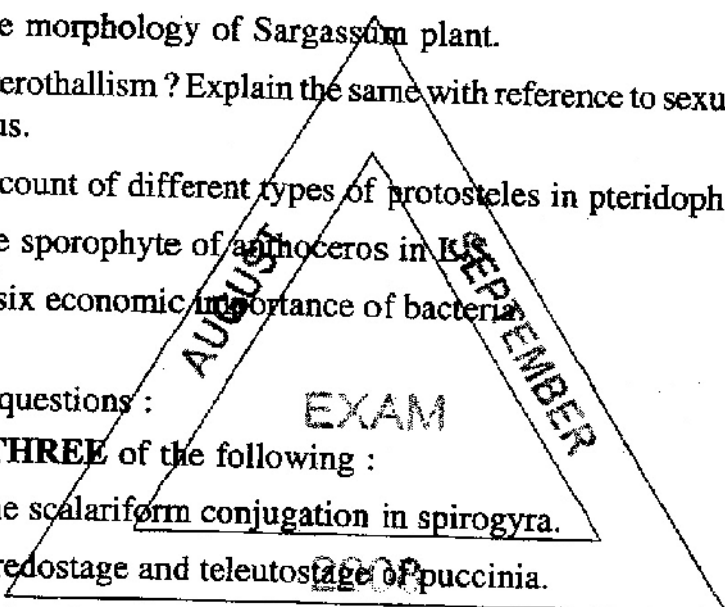 e morphology of Sargassum plant.
erothallism ? Explain the same with reference to sexu
us.
count of different types of protosteles in pteridoph
e sporophyte of anthoceros in L.S.
six economic importance of bacteria.
questions :
THREE of the following :
e scalariform conjugation in spirogyra.
redostage and teleutostage of puccinia.
AUGUST
SEPTEMBER
EXAM